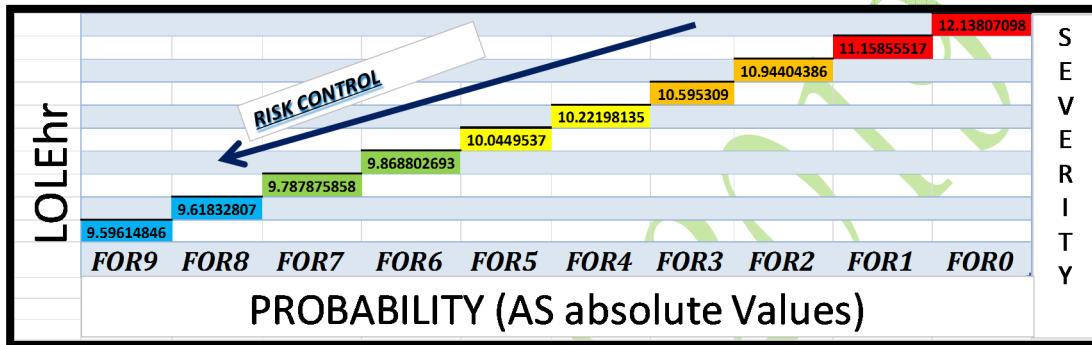 12.13807098
11.15855517
10.94404386
10.595309
10.22198135
10.0449537
9.868802693
9.787875858
9.61832807
9.59614846
RISK CONTROL
LOLEhr
SEVERITY
FOR9 FOR8 FOR7 FOR6 FOR5 FOR4 FOR3 FOR2 FOR1 FOR0
PROBABILITY (AS absolute Values)